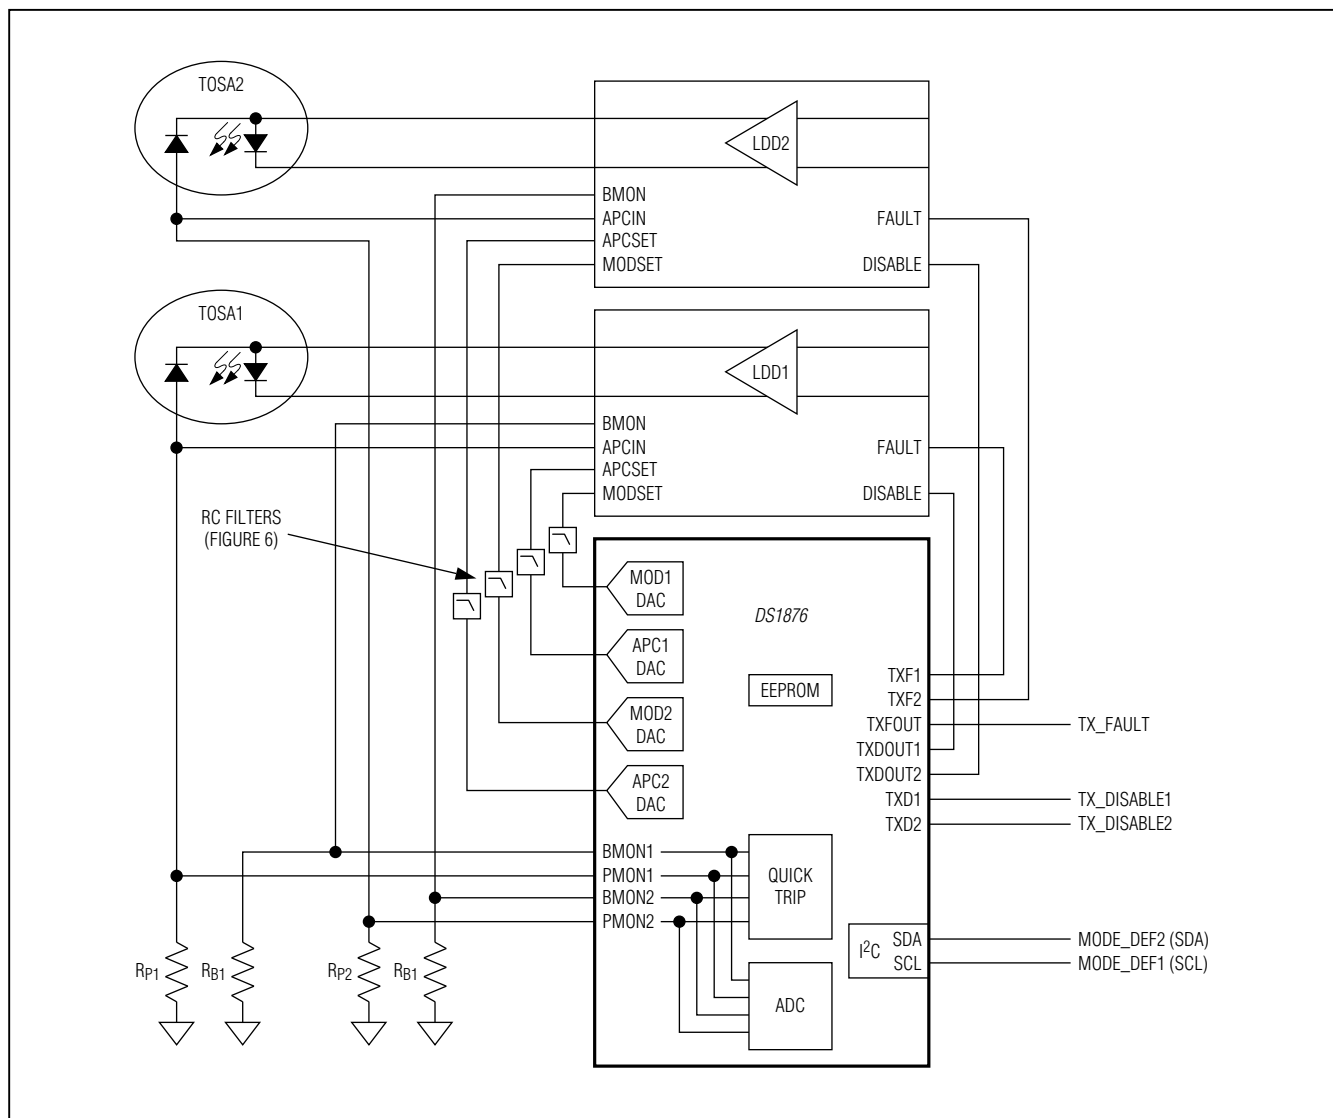 TOSA2
LDD2
BMON
APCIN
APCSET
MODSET
FAULT
DISABLE
TOSA1
LDD1
BMON
APCIN
APCSET
MODSET
FAULT
DISABLE
RC FILTERS
(FIGURE 6)
MOD1
DAC
APC1
DAC
MOD2
DAC
APC2
DAC
DS1876
EEPROM
TXF1
TXF2
TXFOUT
TXDOUT1
TXDOUT2
TXD1
TXD2
TX_FAULT
TX_DISABLE1
TX_DISABLE2
BMON1
PMON1
BMON2
PMON2
QUICK
TRIP
ADC
I2C
SDA
SCL
MODE_DEF2 (SDA)
MODE_DEF1 (SCL)
RP1
RB1
RP2
RB1